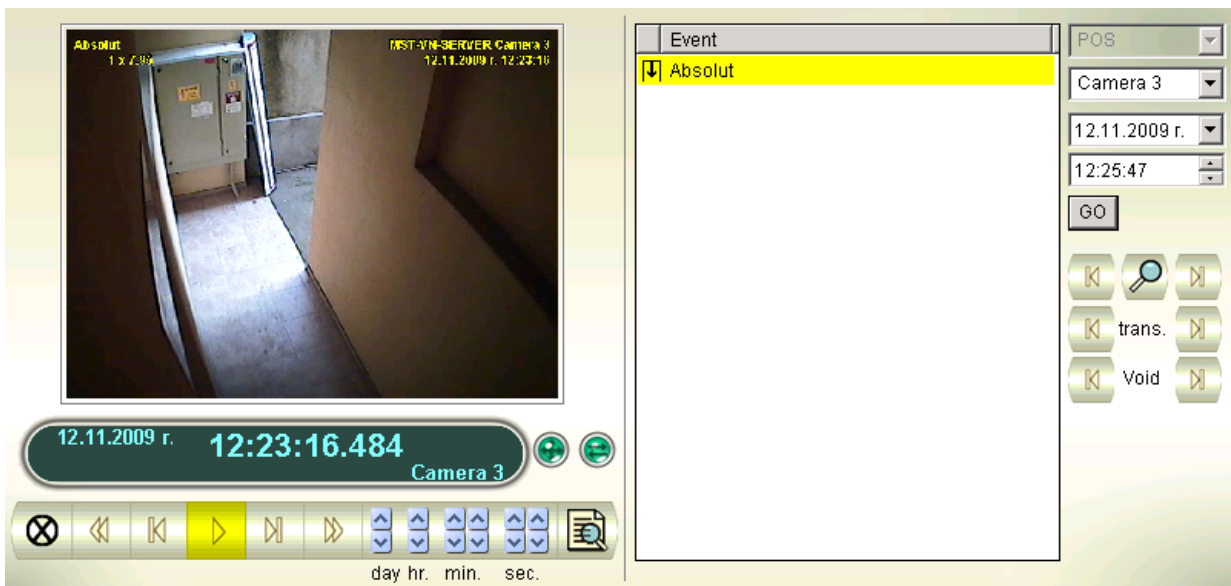 Absolut
1 x 7.96
MST-VN-SERVER Camera 3
12.11.2009 г. 12:23:16
12.11.2009 г.
12:23:16.484
Camera 3
day hr. min. sec.
Event
Absolut
POS
Camera 3
12.11.2009 г.
12:25:47
GO
trans.
Void